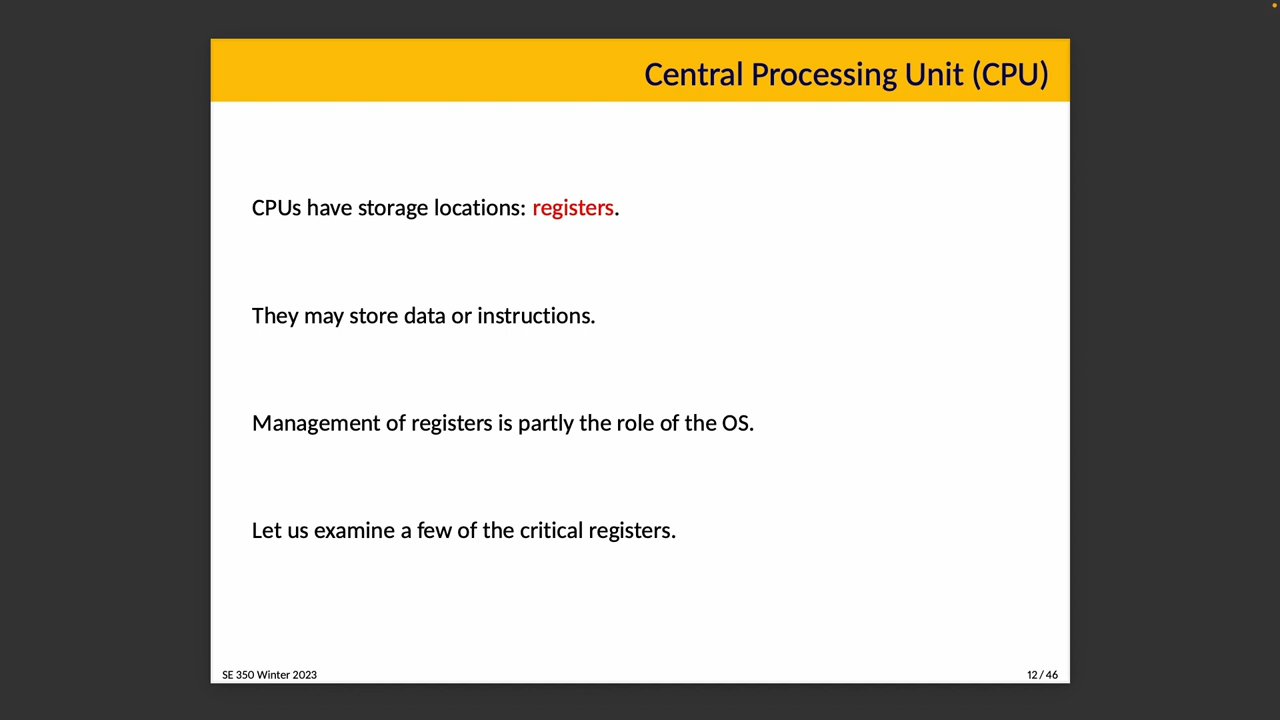 Central Processing Unit (CPU)
CPUs have storage locations: registers.
They may store data or instructions.
Management of registers is partly the role of the OS.
Let us examine a few of the critical registers.
SE 350 Winter 2023
12 / 46